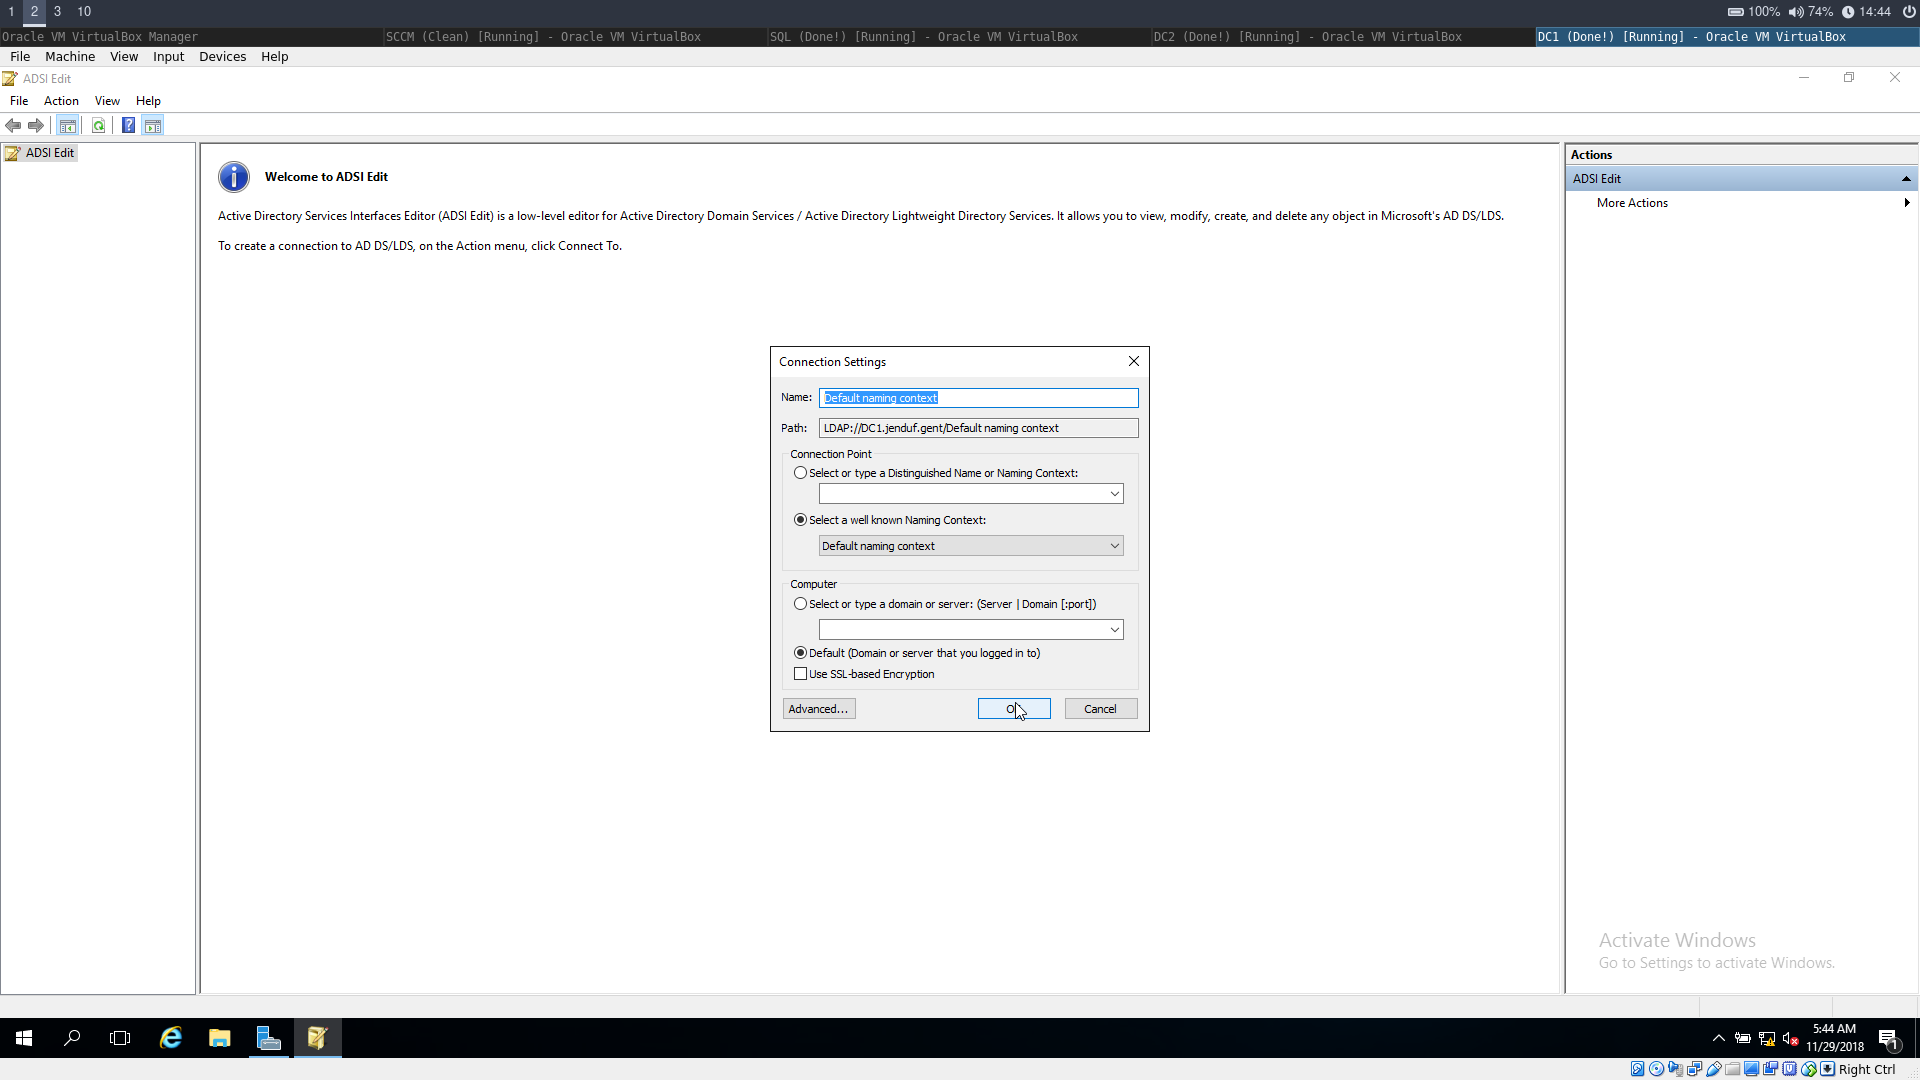 1 2 3 10 100% 74% 14:44
Oracle VM VirtualBox Manager SCCM (Clean) [Running] - Oracle VM VirtualBox SQL (Done!) [Running] - Oracle VM VirtualBox DC2 (Done!) [Running] - Oracle VM VirtualBox DC1 (Done!) [Running] - Oracle VM VirtualBox
File Machine View Input Devices Help
ADSI Edit
File Action View Help
ADSI Edit
Welcome to ADSI Edit
Active Directory Services Interfaces Editor (ADSI Edit) is a low-level editor for Active Directory Domain Services / Active Directory Lightweight Directory Services. It allows you to view, modify, create, and delete any object in Microsoft's AD DS/LDS.
To create a connection to AD DS/LDS, on the Action menu, click Connect To.
Actions
ADSI Edit
More Actions
Connection Settings
Name: Default naming context
Path: LDAP://DC1.jenduf.gent/Default naming context
Connection Point
Select or type a Distinguished Name or Naming Context:
Select a well known Naming Context:
Default naming context
Computer
Select or type a domain or server: (Server | Domain [:port])
Default (Domain or server that you logged in to)
Use SSL-based Encryption
Advanced... Cancel
Activate Windows
Go to Settings to activate Windows.
5:44 AM
11/29/2018
1
Right Ctrl